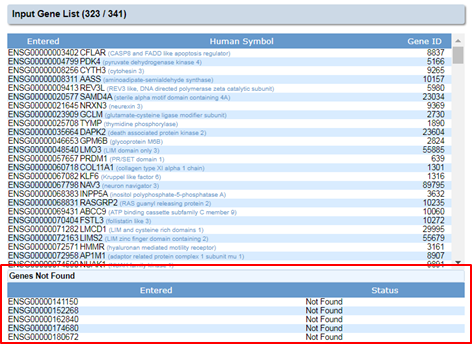 Input Gene List (323 / 341)
Entered Human Symbol Gene ID
ENSG00000003402 CFLAR (CASP8 and FADD like apoptosis regulator) 8837
ENSG00000004799 PDK4 (pyruvate dehydrogenase kinase 4) 5166
ENSG00000008256 CYTH3 (cytohesin 3) 9265
ENSG00000008311 AASS (aminoadipate-semialdehyde synthase) 10157
ENSG00000009413 REV3L (REV3 like, DNA directed polymerase zeta catalytic subunit) 5980
ENSG00000020577 SAMD4A (sterile alpha motif domain containing 4A) 23034
ENSG00000021645 NRXN3 (neurexin 3) 9369
ENSG00000023909 GCLM (glutamate-cysteine ligase modifier subunit) 2730
ENSG00000025708 TYMP (thymidine phosphorylase) 1890
ENSG00000035664 DAPK2 (death associated protein kinase 2) 23604
ENSG00000046653 GPM6B (glycoprotein M6B) 2824
ENSG00000048540 LMO3 (LIM domain only 3) 55885
ENSG00000057657 PRDM1 (PR/SET domain 1) 639
ENSG00000060718 COL11A1 (collagen type XI alpha 1 chain) 1301
ENSG00000067082 KLF6 (Kruppel like factor 6) 1316
ENSG00000067798 NAV3 (neuron navigator 3) 89795
ENSG00000068383 INPP5A (inositol polyphosphate-5-phosphatase A) 3632
ENSG00000068831 RASGRP2 (RAS guanyl releasing protein 2) 10235
ENSG00000069431 ABCC9 (ATP binding cassette subfamily C member 9) 10060
ENSG00000070404 FSTL3 (follistatin like 3) 10272
ENSG00000071282 LMCD1 (LIM and cysteine rich domains 1) 29995
ENSG00000072163 LIMS2 (LIM zinc finger domain containing 2) 55679
ENSG00000072571 HMMR (hyaluronan mediated motility receptor) 3161
ENSG00000072958 AP1M1 (adaptor related protein complex 1 subunit mu 1) 8907
Genes Not Found
Entered Status
ENSG00000141150 Not Found
ENSG00000152268 Not Found
ENSG00000162840 Not Found
ENSG00000174680 Not Found
ENSG00000180672 Not Found